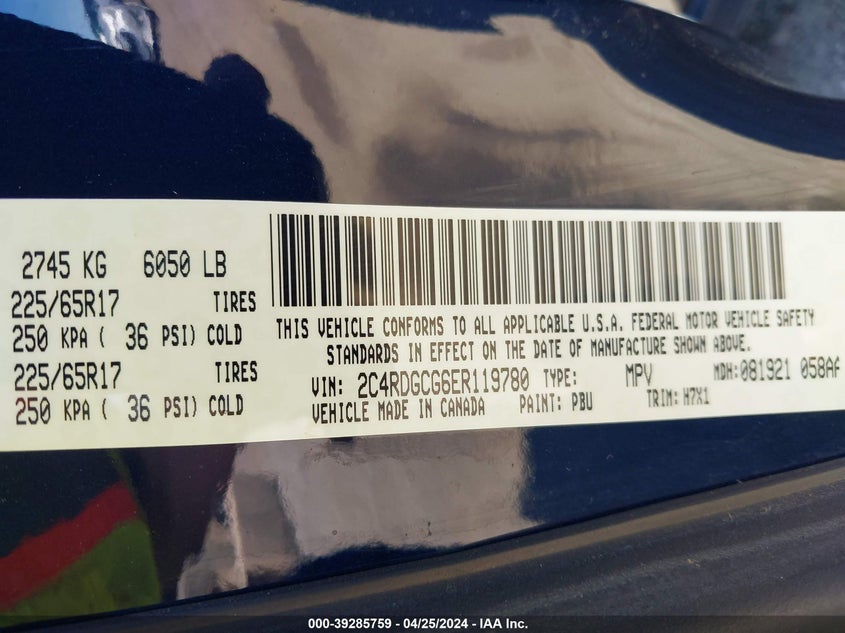 2745 KG 6050 LB
225/65R17 TIRES
250 KPA ( 36 PSI) COLD
225/65R17 TIRES
250 KPA ( 36 PSI) COLD
THIS VEHICLE CONFORMS TO ALL APPLICABLE U.S.A. FEDERAL MOTOR VEHICLE SAFETY
STANDARDS IN EFFECT ON THE DATE OF MANUFACTURE SHOWN ABOVE.
VIN: 2C4RDGCG6ER119780 TYPE: MPV MDH: 081921 058AF
VEHICLE MADE IN CANADA PAINT: PBU TRIM: H7X1
000-39285759 - 04/25/2024 - IAA Inc.